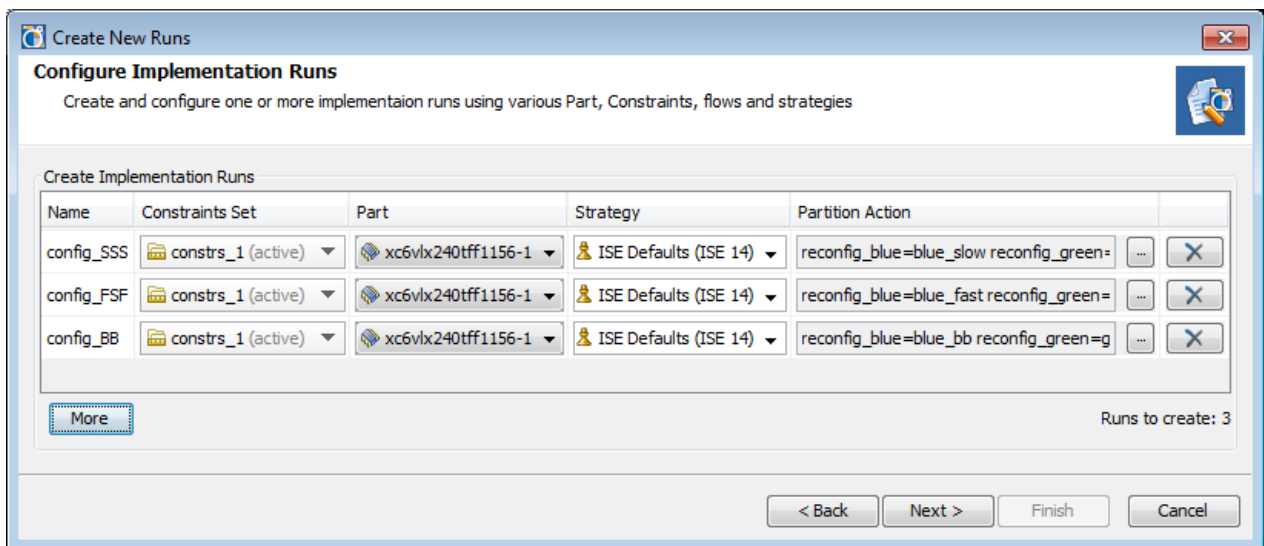 Create New Runs
Configure Implementation Runs
Create and configure one or more implementaion runs using various Part, Constraints, flows and strategies
Create Implementation Runs
Name Constraints Set Part Strategy Partition Action
config_SSS constrs_1 (active) xc6vlx240tff1156-1 ISE Defaults (ISE 14) reconfig_blue=blue_slow reconfig_green= ...
config_FSF constrs_1 (active) xc6vlx240tff1156-1 ISE Defaults (ISE 14) reconfig_blue=blue_fast reconfig_green= ...
config_BB constrs_1 (active) xc6vlx240tff1156-1 ISE Defaults (ISE 14) reconfig_blue=blue_bb reconfig_green=g ...
More Runs to create: 3
< Back Next > Finish Cancel